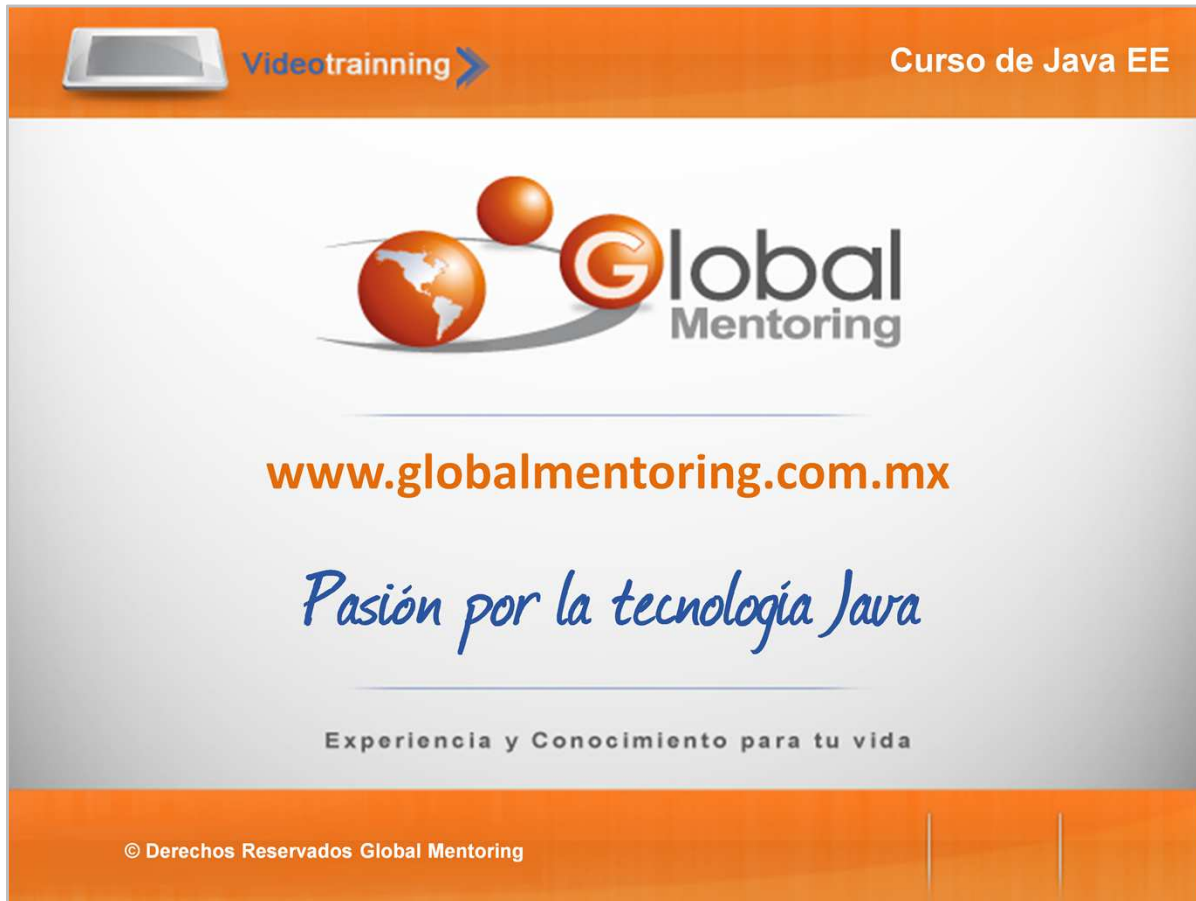 Videotrainning
Curso de Java EE
Global
Mentoring
www.globalmentoring.com.mx
Pasión por la tecnología Java
Experiencia y Conocimiento para tu vida
© Derechos Reservados Global Mentoring